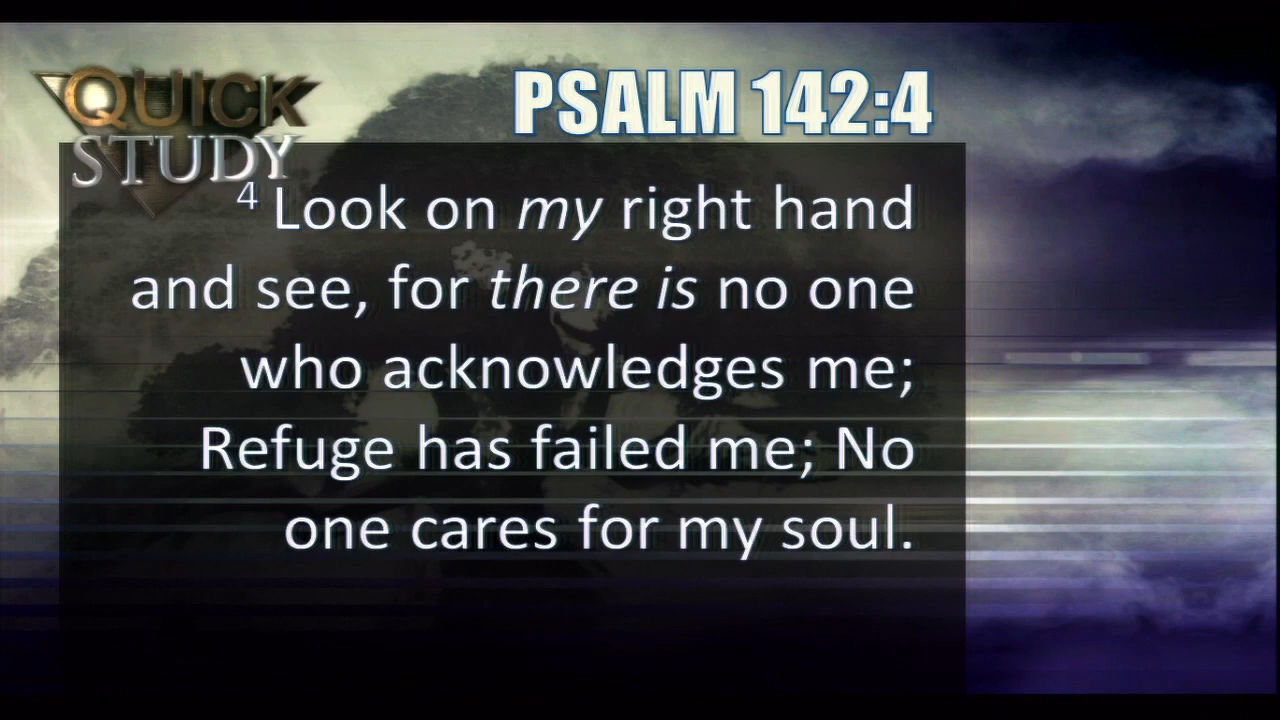 QUICK
STUDY
PSALM 142:4
4 Look on my right hand
and see, for there is no one
who acknowledges me;
Refuge has failed me; No
one cares for my soul.